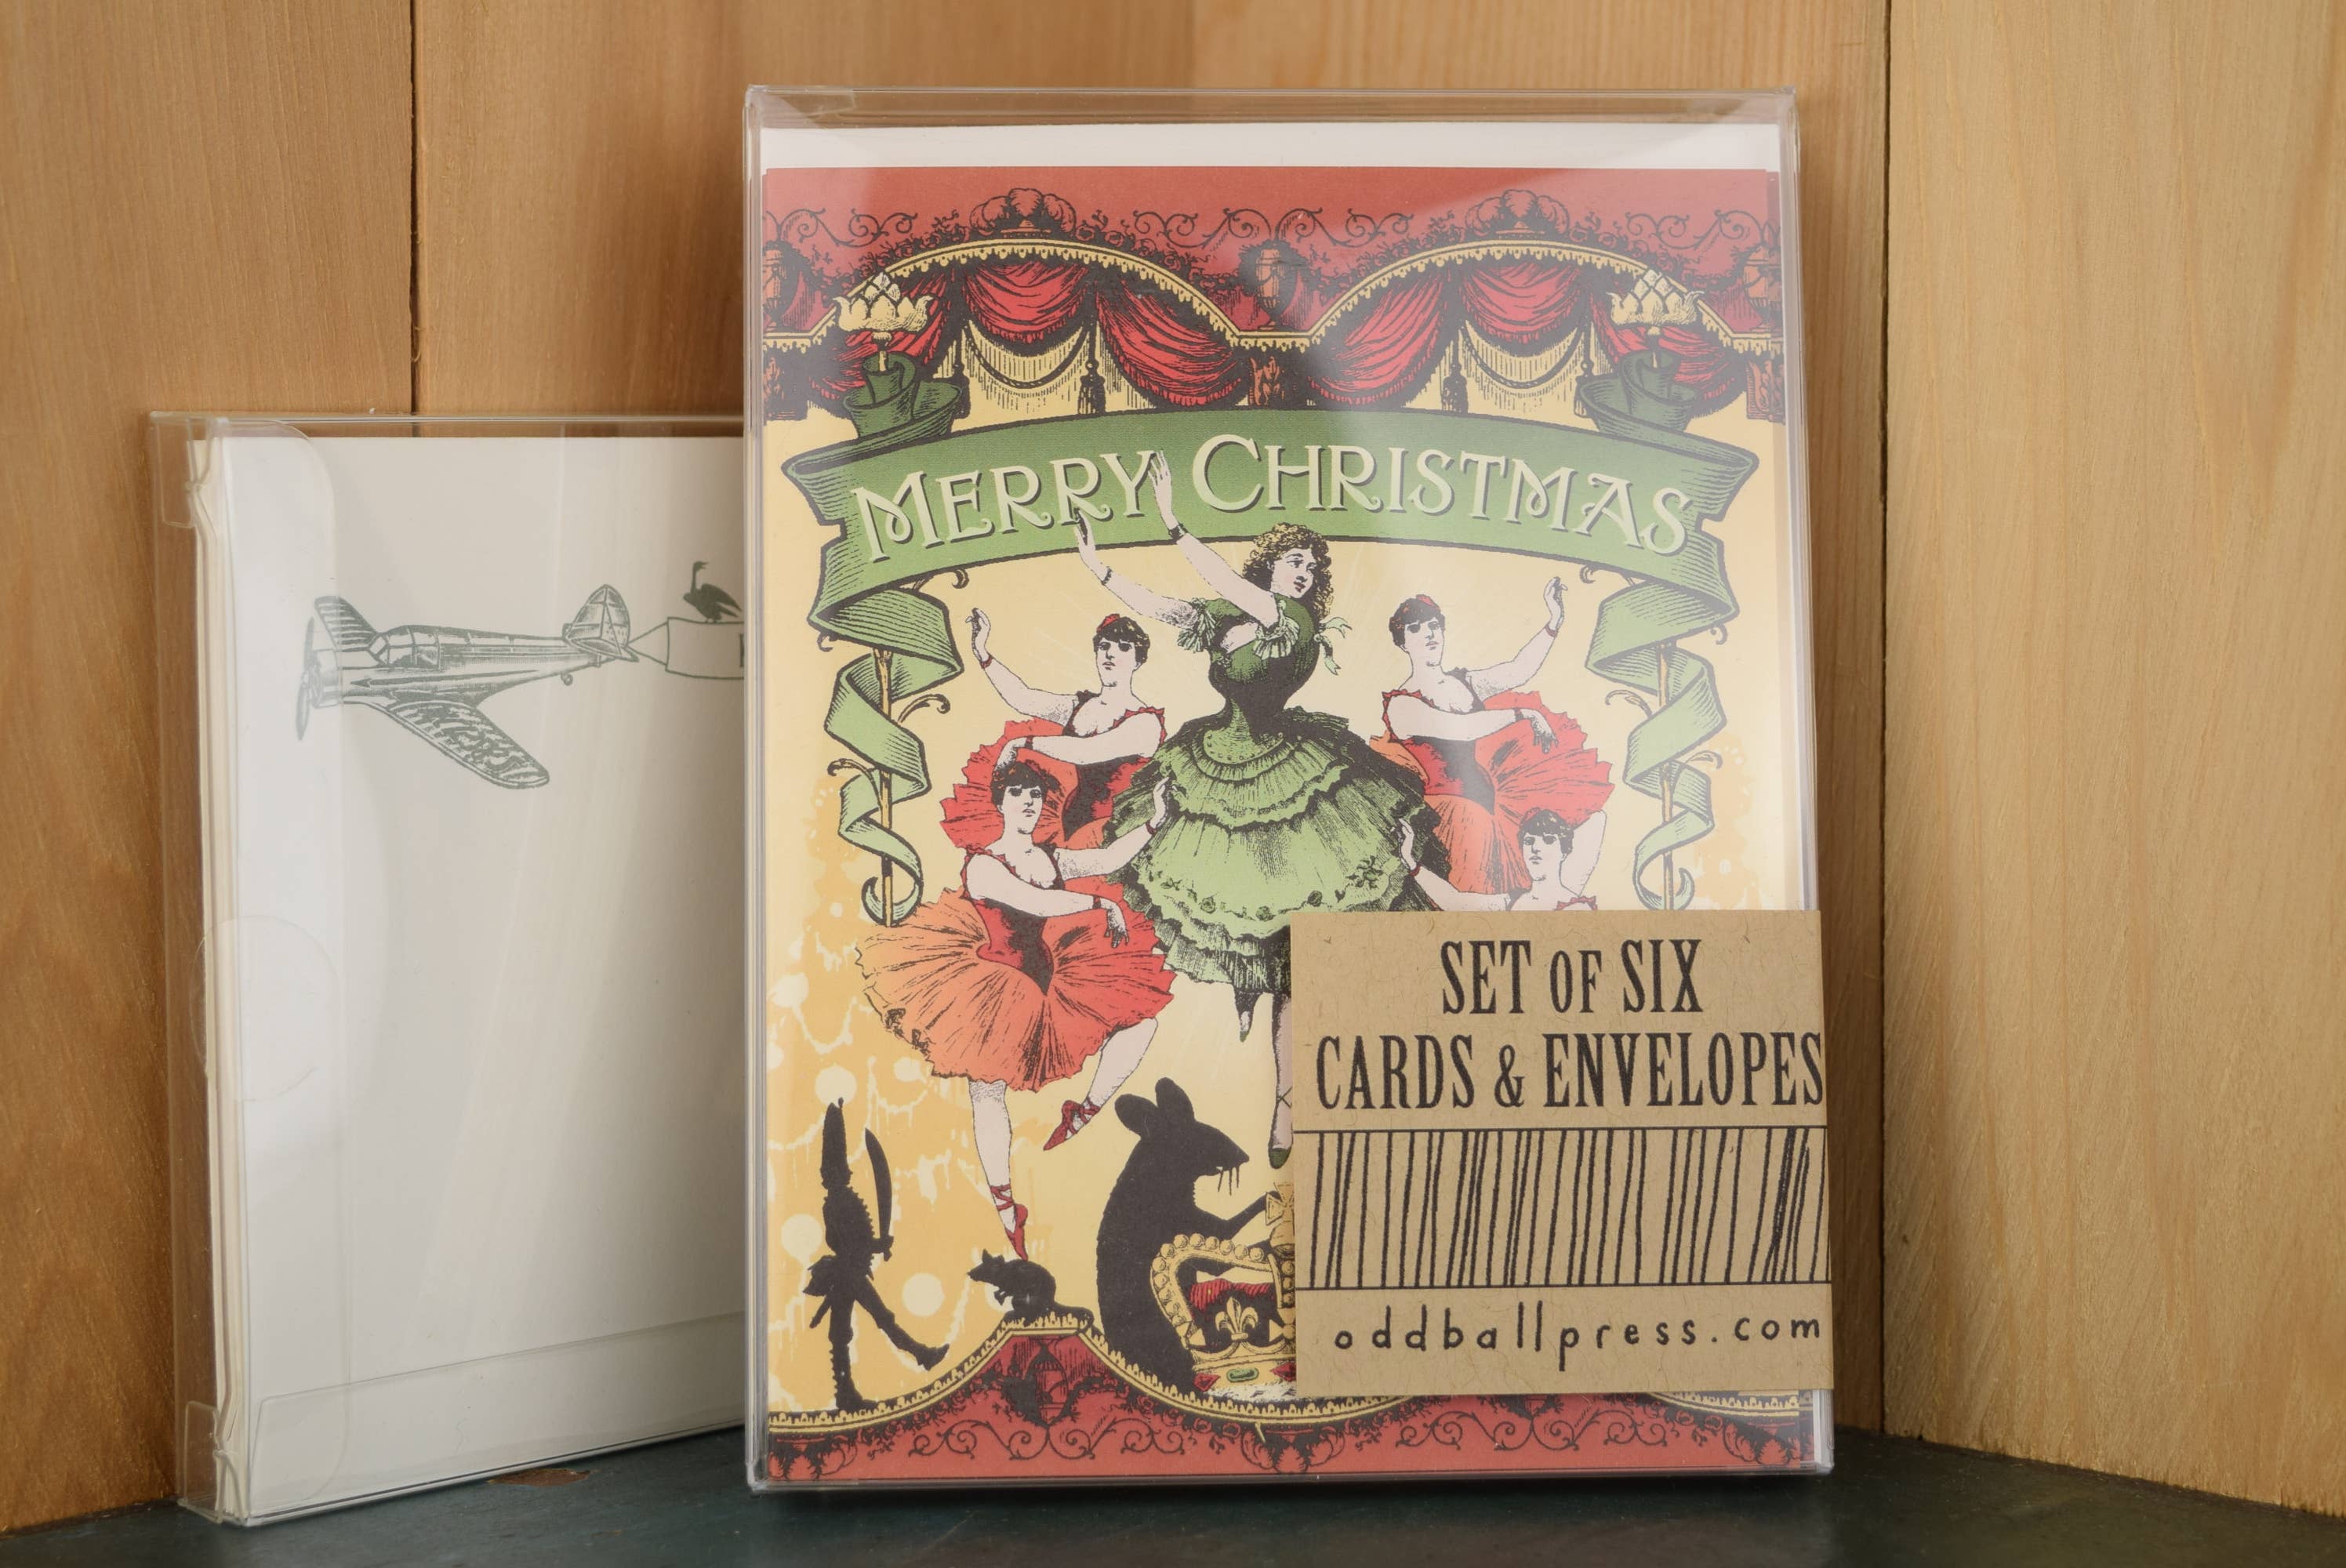 MERRY CHRISTMAS
SET OF SIX
CARDS & ENVELOPES
oddballpress.com